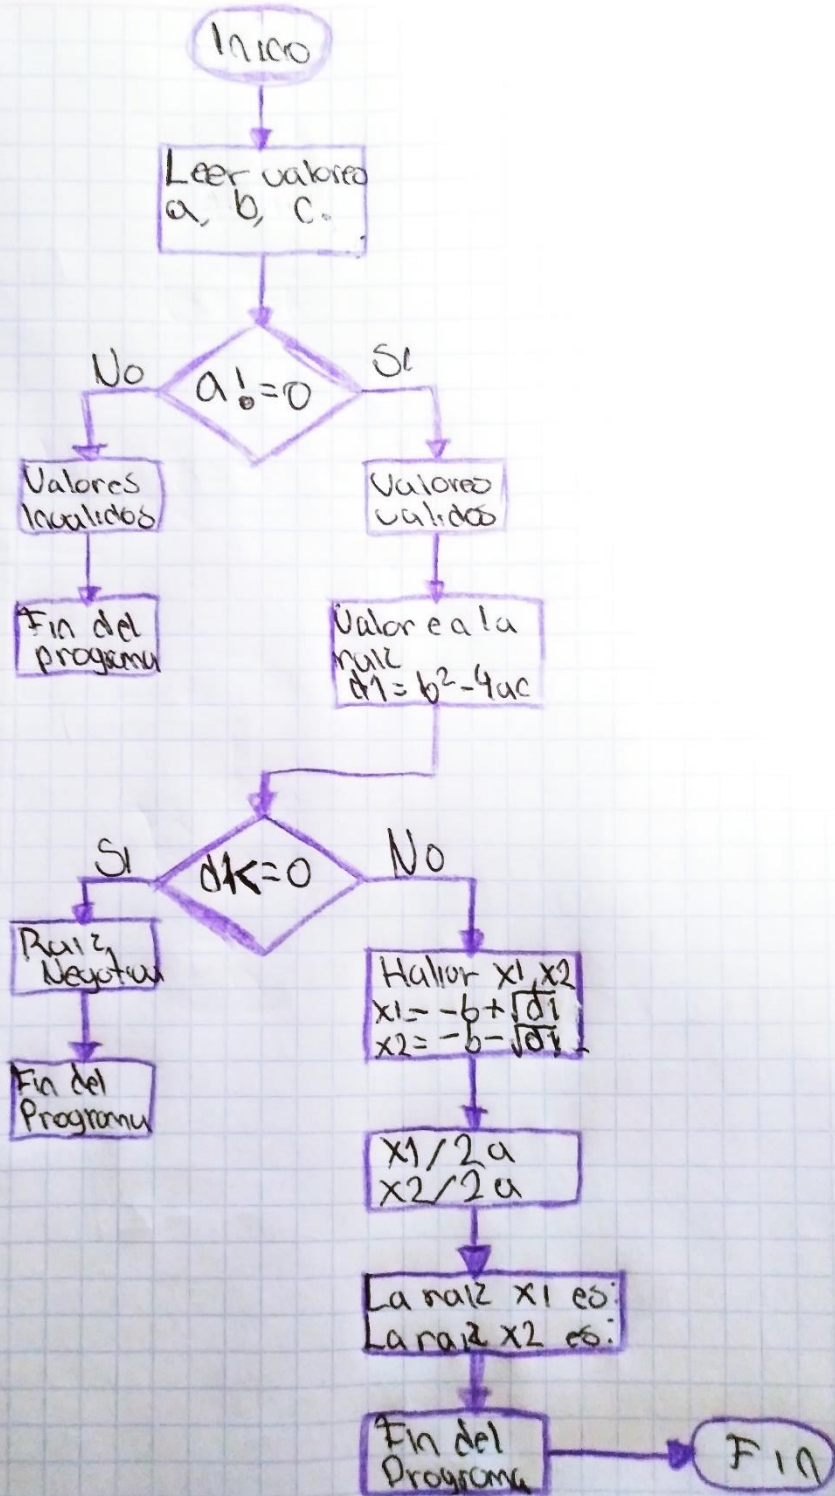 Inicio
Leer valores
a, b, c.
No
a != 0
Si
Valores
Invalidos
Valores
validos
Fin del
programa
Valor e a la
raiz
d1 = b² - 4ac
Si
d1<=0
No
Raiz
Negativa
Hallar x1, x2
x1 = -b + √d1
x2 = -b - √d1
Fin del
Programa
x1/2a
x2/2a
La raiz x1 es:
La raiz x2 es:
Fin del
Programa
Fin